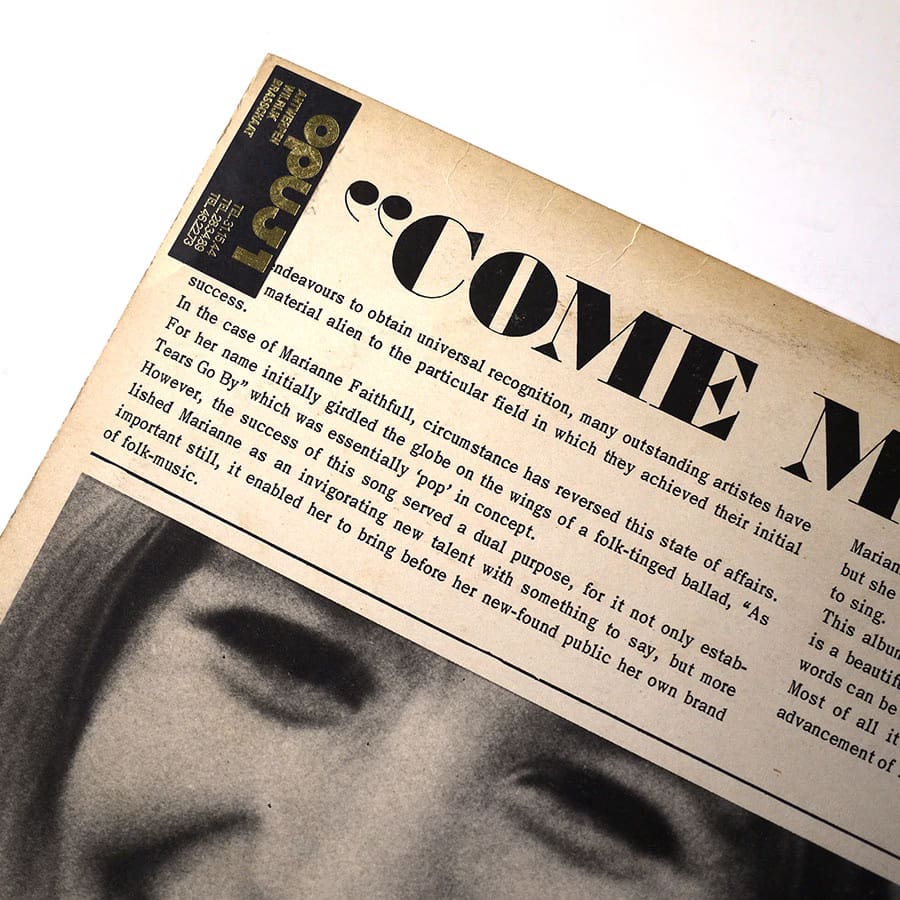 opus 1
ANTWERPEN
WILRIJK
BRASSCHAAT
TEL. 31.15.44
TEL. 28.34.89
TEL. 46.22.73
“COME M
ndeavours to obtain universal recognition, many outstanding artistes have
material alien to the particular field in which they achieved their initial
success.
In the case of Marianne Faithfull, circumstance has reversed this state of affairs.
For her name initially girdled the globe on the wings of a folk-tinged ballad, “As
Tears Go By” which was essentially ‘pop’ in concept.
However, the success of this song served a dual purpose, for it not only estab-
lished Marianne as an invigorating new talent with something to say, but more
important still, it enabled her to bring before her new-found public her own brand
of folk-music.
Marian
but she
to sing.
This album
is a beautif
words can be
Most of all it
advancement of